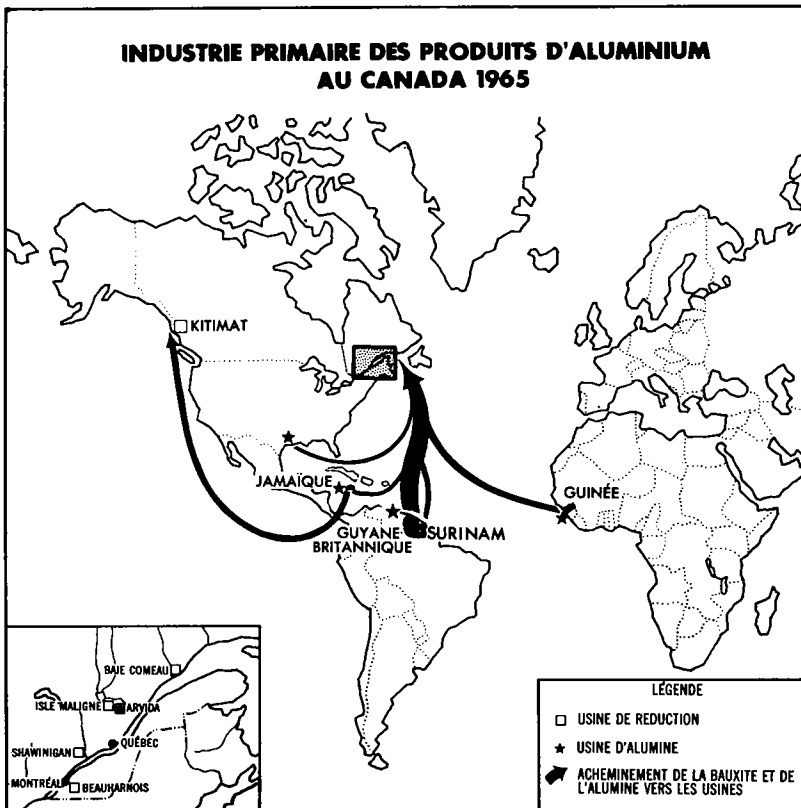 INDUSTRIE PRIMAIRE DES PRODUITS D'ALUMINIUM
AU CANADA 1965
KITIMAT
JAMAÏQUE
GUINÉE
GUYANE
BRITANNIQUE
SURINAM
BAIE COMEAU
ISLE MALIGNE
ARVIDA
QUÉBEC
SHAWINIGAN
MONTRÉAL
BEAUHARNOIS
LÉGENDE
USINE DE REDUCTION
USINE D'ALUMINE
ACHEMINEMENT DE LA BAUXITE ET DE
L'ALUMINE VERS LES USINES